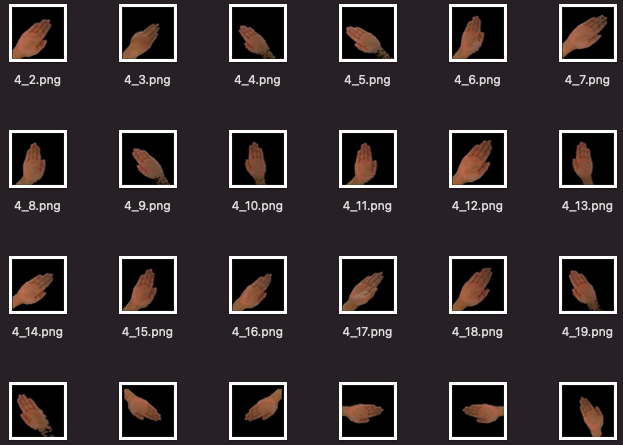 4_2.png 4_3.png 4_4.png 4_5.png 4_6.png 4_7.png
4_8.png 4_9.png 4_10.png 4_11.png 4_12.png 4_13.png
4_14.png 4_15.png 4_16.png 4_17.png 4_18.png 4_19.png